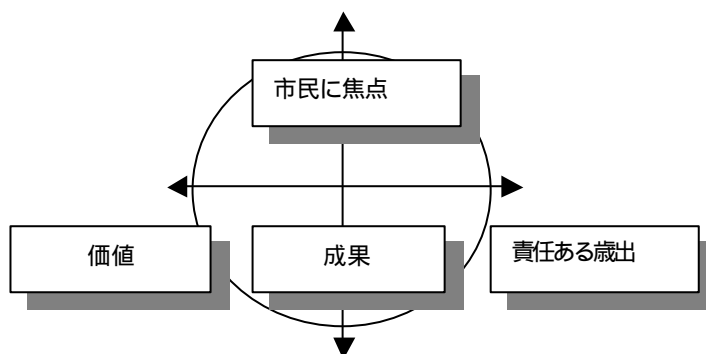 市民に焦点
価値
成果
責任ある歳出